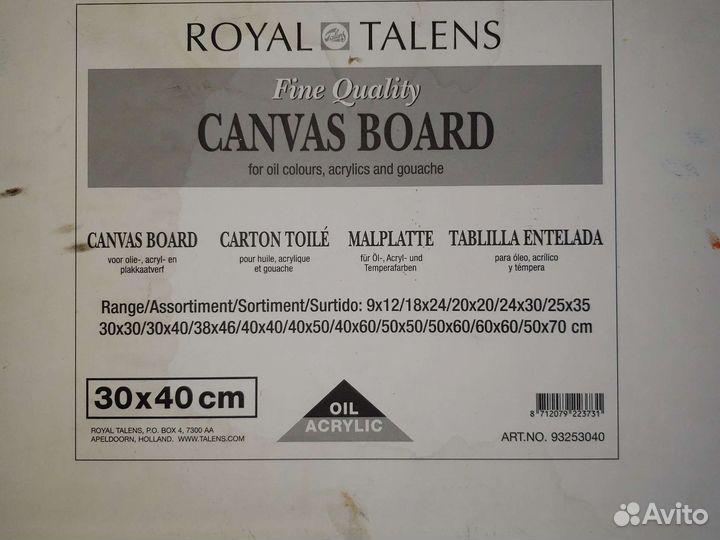 ROYAL Talens TALENS
Fine Quality
CANVAS BOARD
for oil colours, acrylics and gouache
CANVAS BOARD
voor olie-, acryl- en
plakkaatverf
CARTON TOILÉ
pour huile, acrylique
et gouache
MALPLATTE
für Öl-, Acryl- und
Temperafarben
TABLILLA ENTELADA
para óleo, acrílico
y témpera
Range/Assortiment/Sortiment/Surtido: 9x12/18x24/20x20/24x30/25x35
30x30/30x40/38x46/40x40/40x50/40x60/50x50/50x60/60x60/50x70 cm
30x40 cm
ROYAL TALENS, P.O. BOX 4, 7300 AA
APELDOORN, HOLLAND. WWW.TALENS.COM
OIL
ACRYLIC
8 712079 223731
ART.NO. 93253040
Avito